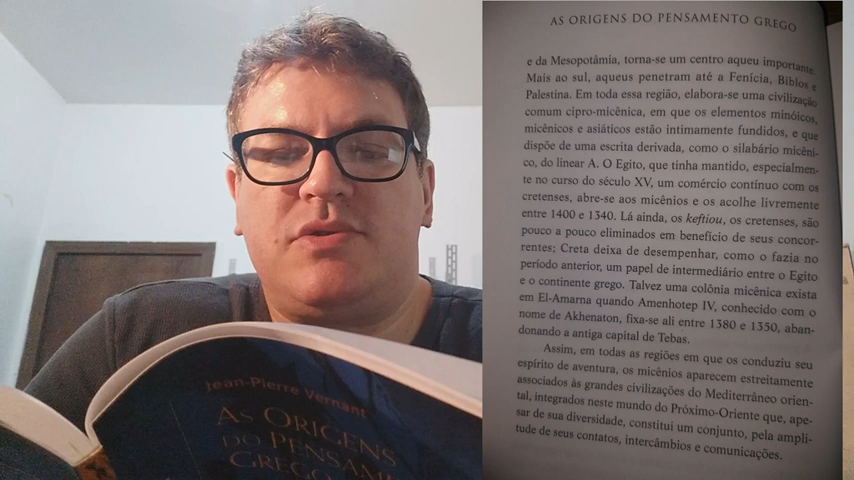 Jean-Pierre Vernant
AS ORIGENS
DO PENSAM
GREGO
AS ORIGENS DO PENSAMENTO GREGO
e da Mesopotâmia, torna-se um centro aqueu importante.
Mais ao sul, aqueus penetram até a Fenícia, Biblos e
Palestina. Em toda essa região, elabora-se uma civilização
comum cipro-micênica, em que os elementos minóicos,
micênicos e asiáticos estão intimamente fundidos, e que
dispõe de uma escrita derivada, como o silabário micêni-
co, do linear A. O Egito, que tinha mantido, especialmen-
te no curso do século XV, um comércio contínuo com os
cretenses, abre-se aos micênios e os acolhe livremente
entre 1400 e 1340. Lá ainda, os keftiou, os cretenses, são
pouco a pouco eliminados em benefício de seus concor-
rentes; Creta deixa de desempenhar, como o fazia no
período anterior, um papel de intermediário entre o Egito
e o continente grego. Talvez uma colônia micênica exista
em El-Amarna quando Amenhotep IV, conhecido com o
nome de Akhenaton, fixa-se ali entre 1380 e 1350, aban-
donando a antiga capital de Tebas.
Assim, em todas as regiões em que os conduziu seu
espírito de aventura, os micênios aparecem estreitamente
associados às grandes civilizações do Mediterrâneo orien-
tal, integrados neste mundo do Próximo-Oriente que, ape-
sar de sua diversidade, constitui um conjunto, pela ampli-
tude de seus contatos, intercâmbios e comunicações.